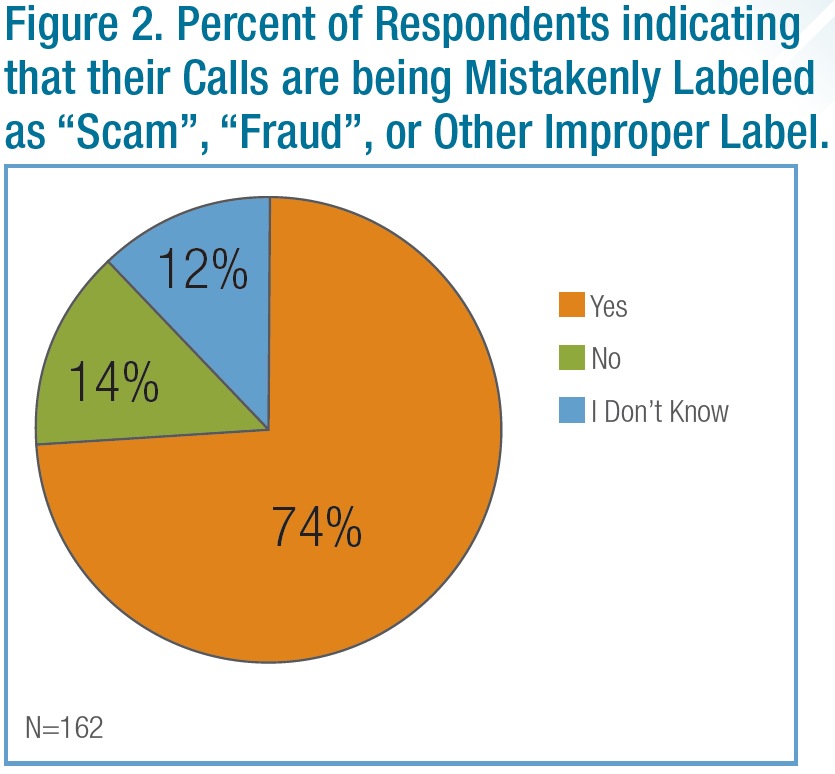 Figure 2. Percent of Respondents indicating
that their Calls are being Mistakenly Labeled
as “Scam”, “Fraud”, or Other Improper Label.
12%
14%
74%
Yes
No
I Don’t Know
N=162